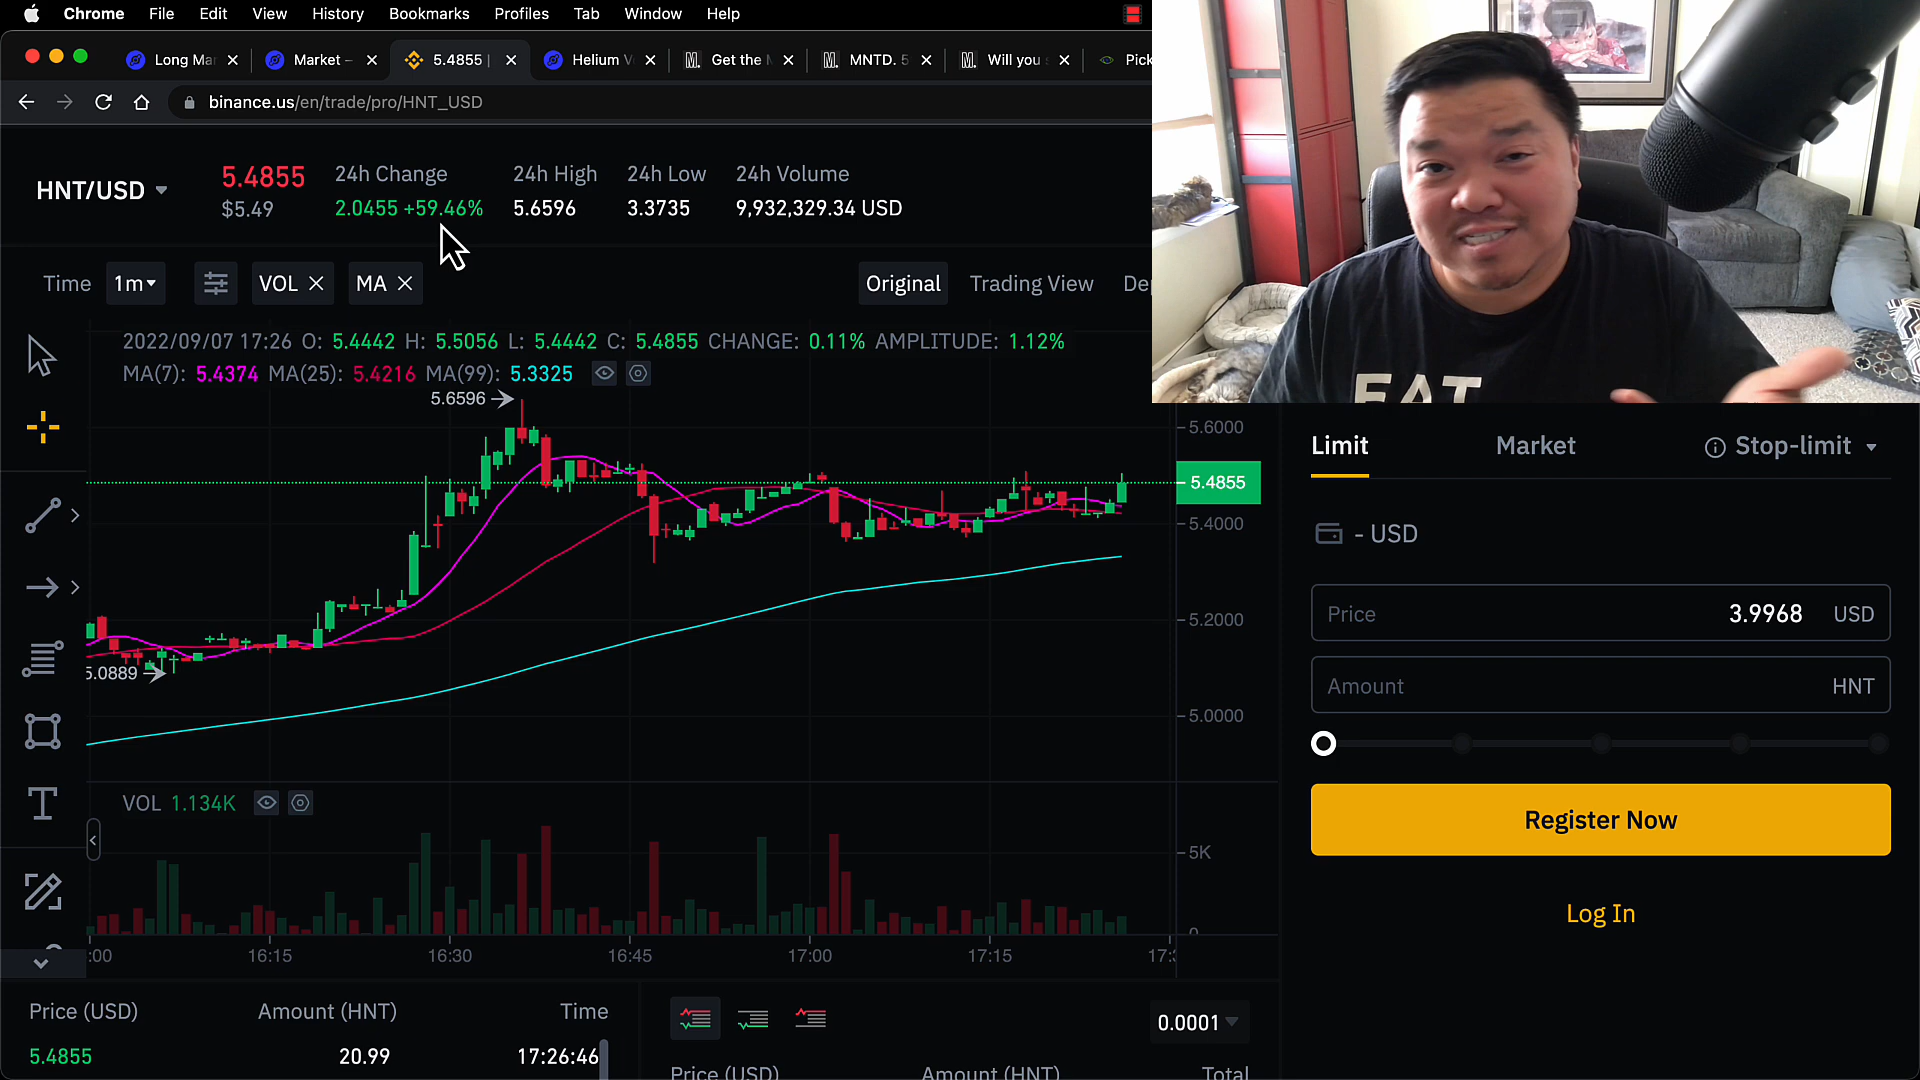 Chrome File Edit View History Bookmarks Profiles Tab Window Help
Long Mar Market - 5.4855 | Helium V Get the MNTD. Will you Pick
binance.us/en/trade/pro/HNT_USD
HNT/USD
5.4855
$5.49
24h Change 24h High 24h Low 24h Volume
2.0455 +59.46% 5.6596 3.3735 9,932,329.34 USD
Time 1m VOL MA Original Trading View De
2022/09/07 17:26 O: 5.4442 H: 5.5056 L: 5.4442 C: 5.4855 CHANGE: 0.11% AMPLITUDE: 1.12%
MA(7): 5.4374 MA(25): 5.4216 MA(99): 5.3325
5.6596
EAT
5.6000
5.4855
5.4000
5.2000
5.0889
5.0000
VOL 1.134K
5K
0
:00 16:15 16:30 16:45 17:00 17:15 17:
Limit Market Stop-limit
- USD
Price 3.9968 USD
Amount HNT
Register Now
Log In
T
Price (USD) Amount (HNT) Time
5.4855 20.99 17:26:46
0.0001
Price (USD) Amount (HNT) Total